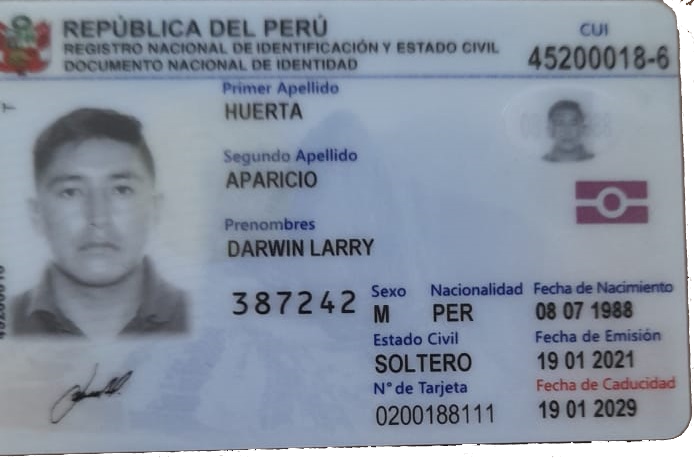 REPÚBLICA DEL PERÚ
REGISTRO NACIONAL DE IDENTIFICACIÓN Y ESTADO CIVIL
DOCUMENTO NACIONAL DE IDENTIDAD
CUI
45200018-6
Primer Apellido
HUERTA
Segundo Apellido
APARICIO
Prenombres
DARWIN LARRY
387242
Sexo Nacionalidad Fecha de Nacimiento
M PER 08 07 1988
Estado Civil Fecha de Emisión
SOLTERO 19 01 2021
N° de Tarjeta Fecha de Caducidad
0200188111 19 01 2029